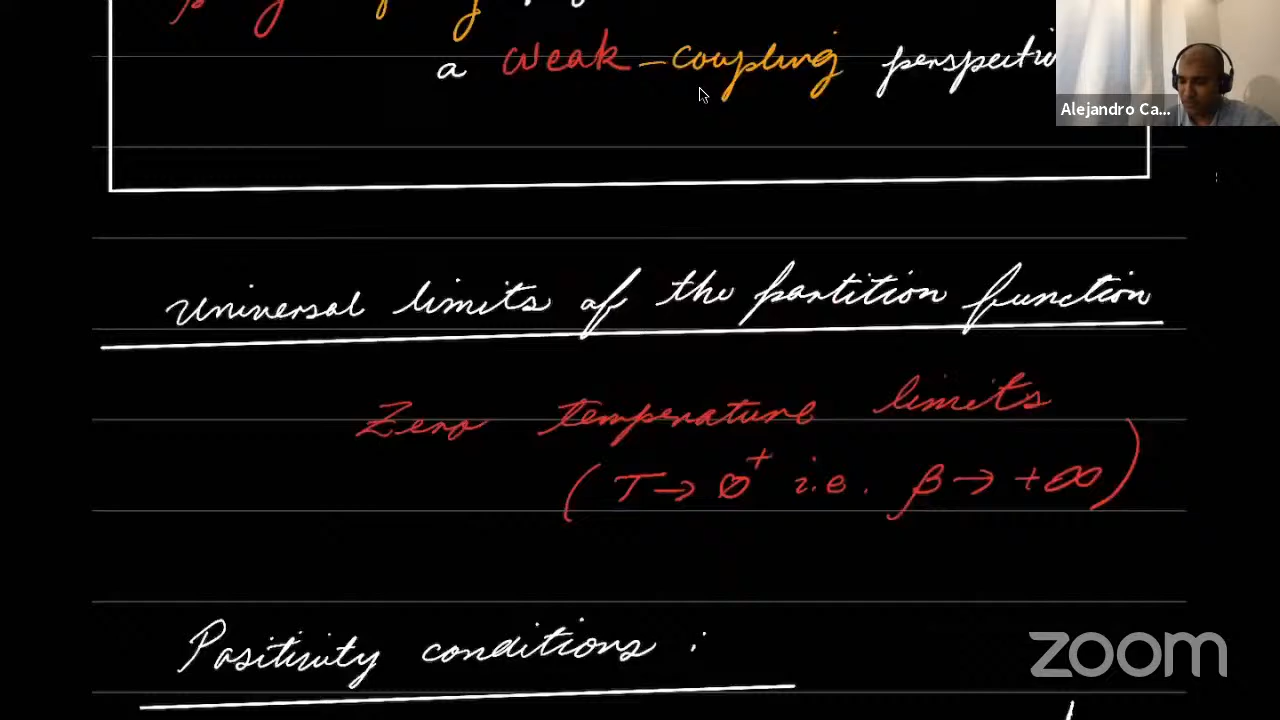 a weak-coupling
Alejandro Ca...
Universal limits of the partition function
Zero temperature limits
(T → 0⁺ i.e. β → +∞)
Positivity conditions :
zoom